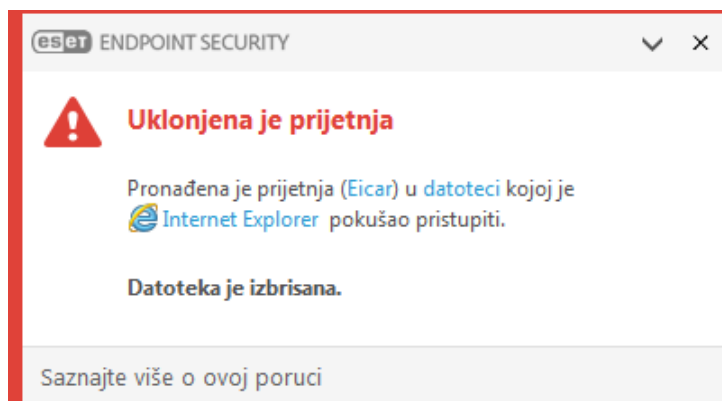 eset ENDPOINT SECURITY
Uklonjena je prijetnja
Pronađena je prijetnja (Eicar) u datoteci kojoj je
Internet Explorer pokušao pristupiti.
Datoteka je izbrisana.
Saznajte više o ovoj poruci